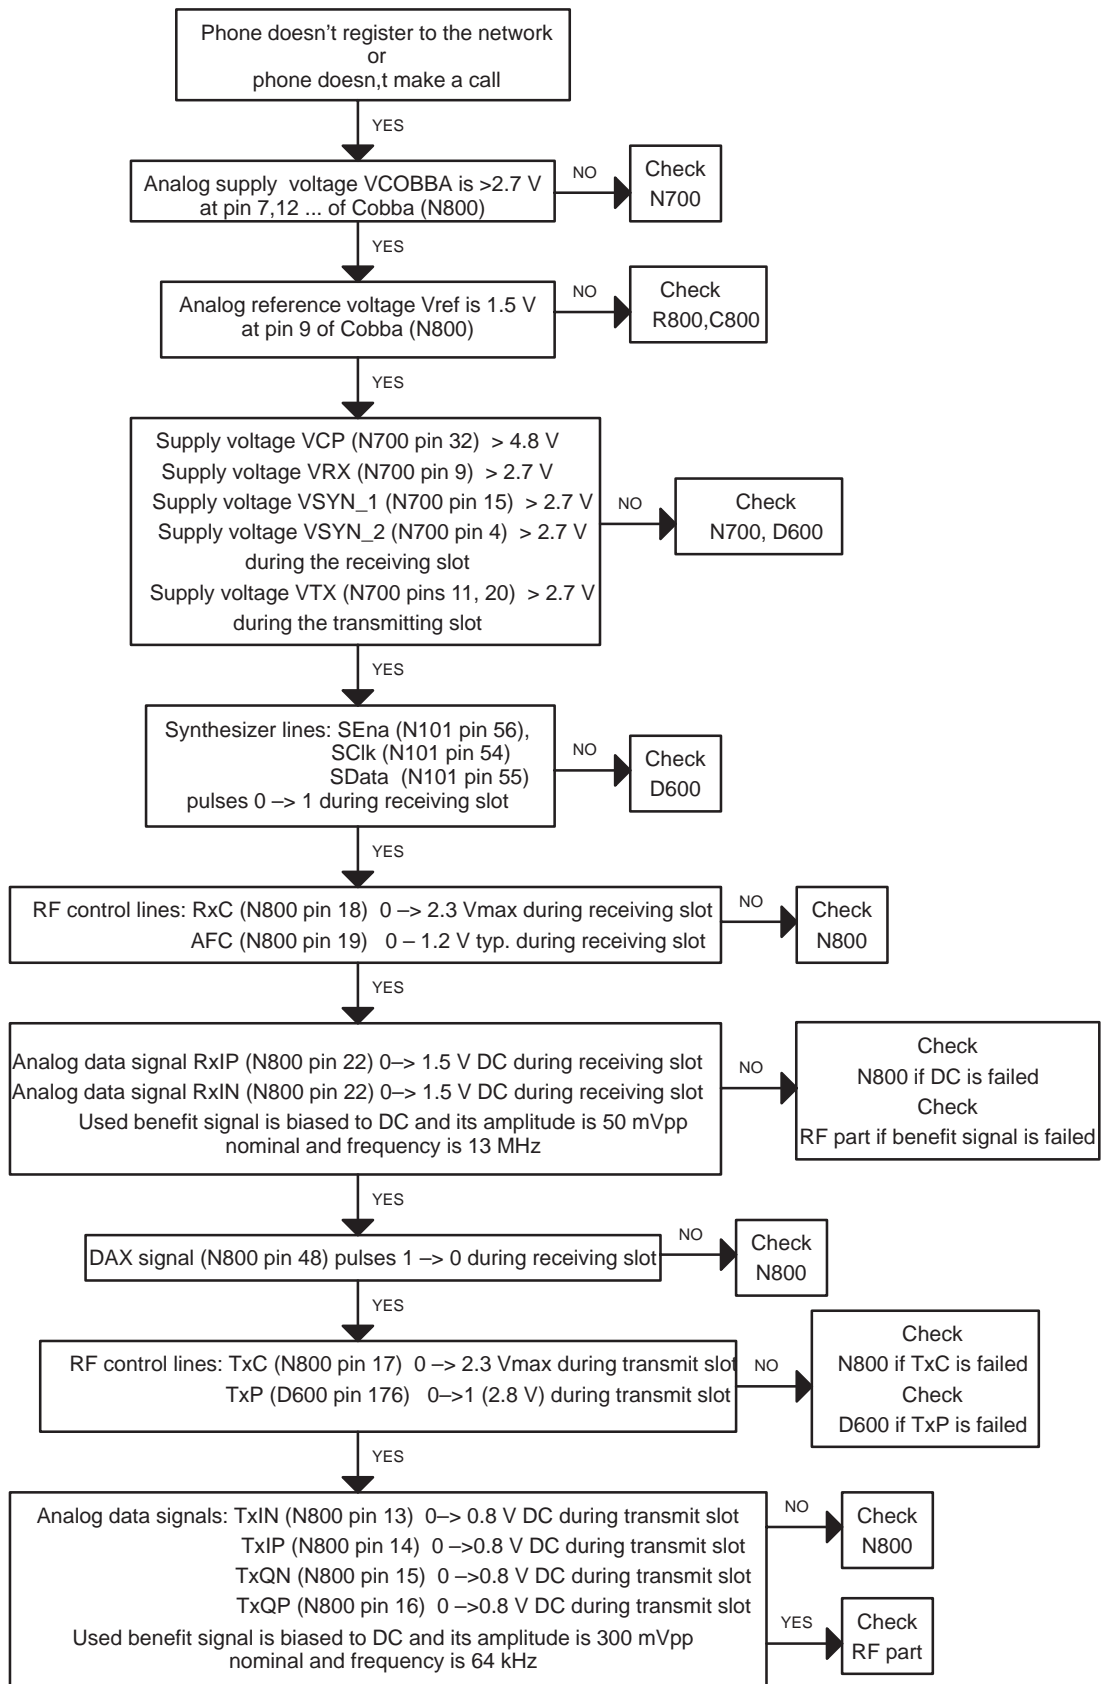 Phone doesn’t register to the network
or
phone doesn,t make a call
YES
Analog supply voltage VCOBBA is >2.7 V
at pin 7,12 ... of Cobba (N800)
NO
Check
N700
YES
Analog reference voltage Vref is 1.5 V
at pin 9 of Cobba (N800)
NO
Check
R800,C800
YES
Supply voltage VCP (N700 pin 32) > 4.8 V
Supply voltage VRX (N700 pin 9) > 2.7 V
Supply voltage VSYN_1 (N700 pin 15) > 2.7 V
Supply voltage VSYN_2 (N700 pin 4) > 2.7 V
during the receiving slot
Supply voltage VTX (N700 pins 11, 20) > 2.7 V
during the transmitting slot
NO
Check
N700, D600
YES
Synthesizer lines: SEna (N101 pin 56),
SClk (N101 pin 54)
SData (N101 pin 55)
pulses 0 –> 1 during receiving slot
NO
Check
D600
YES
RF control lines: RxC (N800 pin 18) 0 –> 2.3 Vmax during receiving slot
AFC (N800 pin 19) 0 – 1.2 V typ. during receiving slot
NO
Check
N800
YES
Analog data signal RxIP (N800 pin 22) 0–> 1.5 V DC during receiving slot
Analog data signal RxIN (N800 pin 22) 0–> 1.5 V DC during receiving slot
Used benefit signal is biased to DC and its amplitude is 50 mVpp
nominal and frequency is 13 MHz
NO
Check
N800 if DC is failed
Check
RF part if benefit signal is failed
YES
DAX signal (N800 pin 48) pulses 1 –> 0 during receiving slot
NO
Check
N800
YES
RF control lines: TxC (N800 pin 17) 0 –> 2.3 Vmax during transmit slot
TxP (D600 pin 176) 0–>1 (2.8 V) during transmit slot
NO
Check
N800 if TxC is failed
Check
D600 if TxP is failed
YES
Analog data signals: TxIN (N800 pin 13) 0–> 0.8 V DC during transmit slot
TxIP (N800 pin 14) 0 –>0.8 V DC during transmit slot
TxQN (N800 pin 15) 0 –>0.8 V DC during transmit slot
TxQP (N800 pin 16) 0 –>0.8 V DC during transmit slot
Used benefit signal is biased to DC and its amplitude is 300 mVpp
nominal and frequency is 64 kHz
NO
Check
N800
YES
Check
RF part